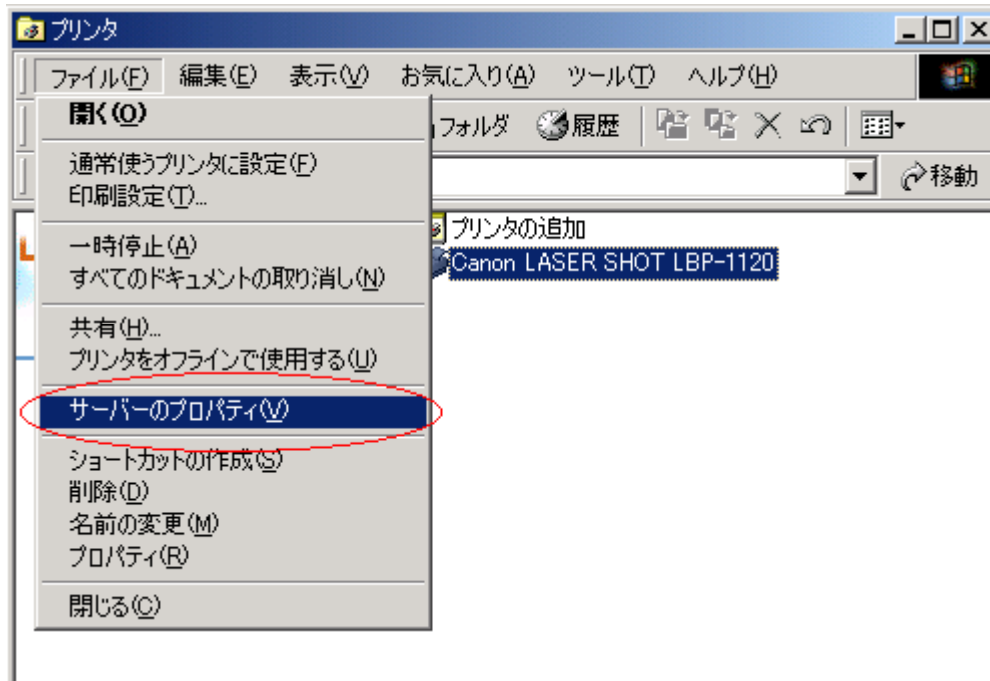 プリンタ
ファイル(F) 編集(E) 表示(V) お気に入り(A) ツール(T) ヘルプ(H)
開く(O)
フォルダ 履歴
通常使うプリンタに設定(F)
移動
印刷設定(T)...
プリンタの追加
一時停止(A)
Canon LASER SHOT LBP-1120
すべてのドキュメントの取り消し(N)
共有(H)...
プリンタをオフラインで使用する(U)
サーバーのプロパティ(V)
ショートカットの作成(S)
削除(D)
名前の変更(M)
プロパティ(R)
閉じる(C)